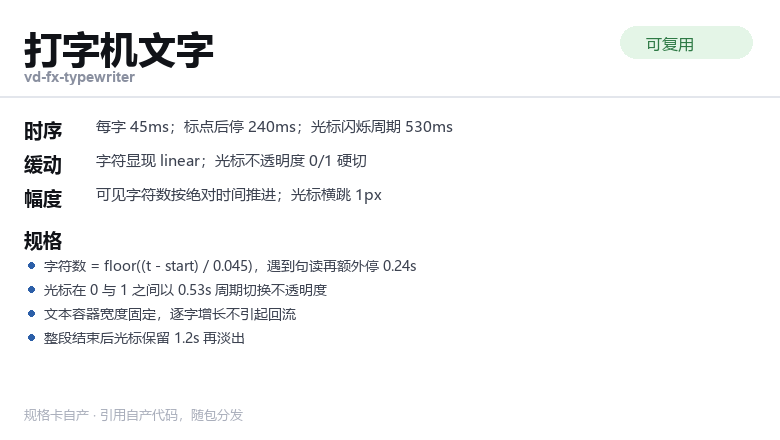 打字机文字
vd-fx-typewriter
可复用
时序 每字 45ms；标点后停 240ms；光标闪烁周期 530ms
缓动 字符显现 linear；光标不透明度 0/1 硬切
幅度 可见字符数按绝对时间推进；光标横跳 1px
规格
字符数 = floor((t - start) / 0.045)，遇到句读再额外停 0.24s
光标在 0 与 1 之间以 0.53s 周期切换不透明度
文本容器宽度固定，逐字增长不引起回流
整段结束后光标保留 1.2s 再淡出
规格卡自产 · 引用自产代码，随包分发